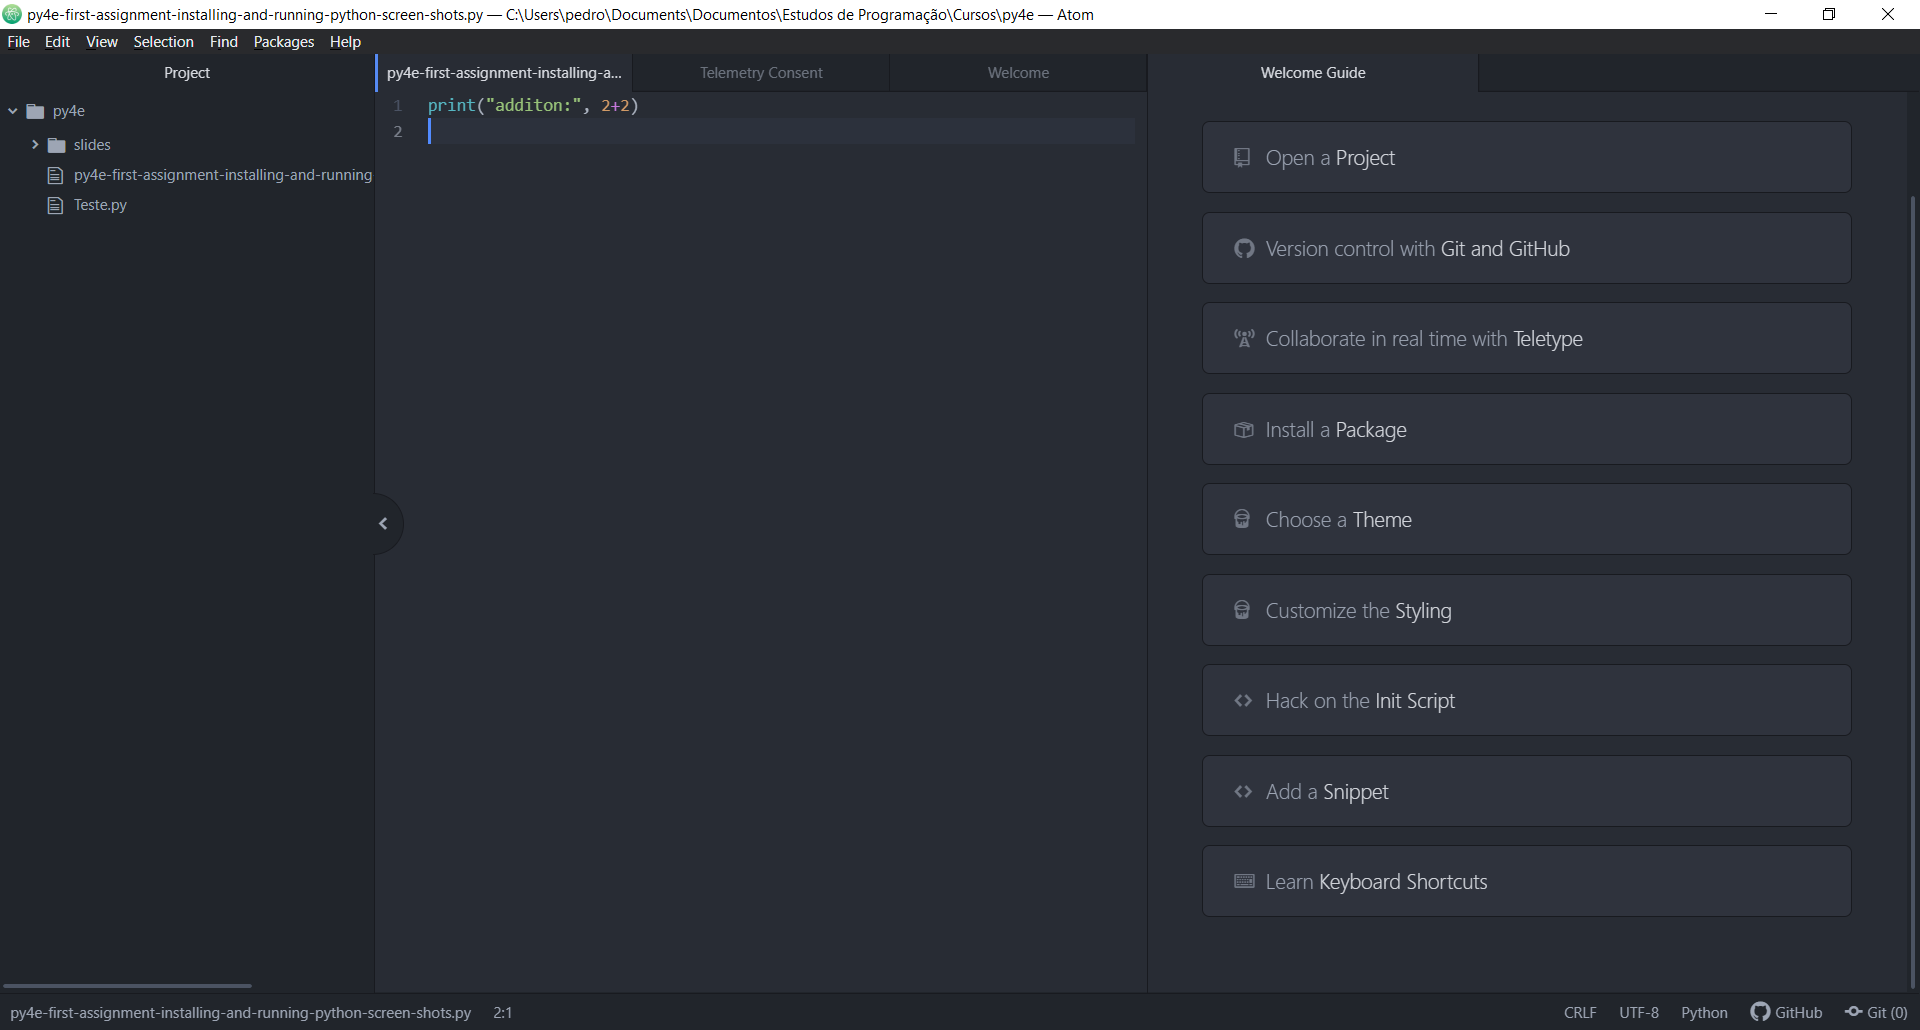 py4e-first-assignment-installing-and-running-python-screen-shots.py — C:\Users\pedro\Documents\Documentos\Estudos de Programação\Cursos\py4e — Atom
File Edit View Selection Find Packages Help
Project
py4e
slides
py4e-first-assignment-installing-and-running
Teste.py
py4e-first-assignment-installing-a... Telemetry Consent Welcome
1 print("additon:", 2+2)
2
Welcome Guide
Open a Project
Version control with Git and GitHub
Collaborate in real time with Teletype
Install a Package
Choose a Theme
Customize the Styling
Hack on the Init Script
Add a Snippet
Learn Keyboard Shortcuts
py4e-first-assignment-installing-and-running-python-screen-shots.py 2:1 CRLF UTF-8 Python GitHub Git (0)